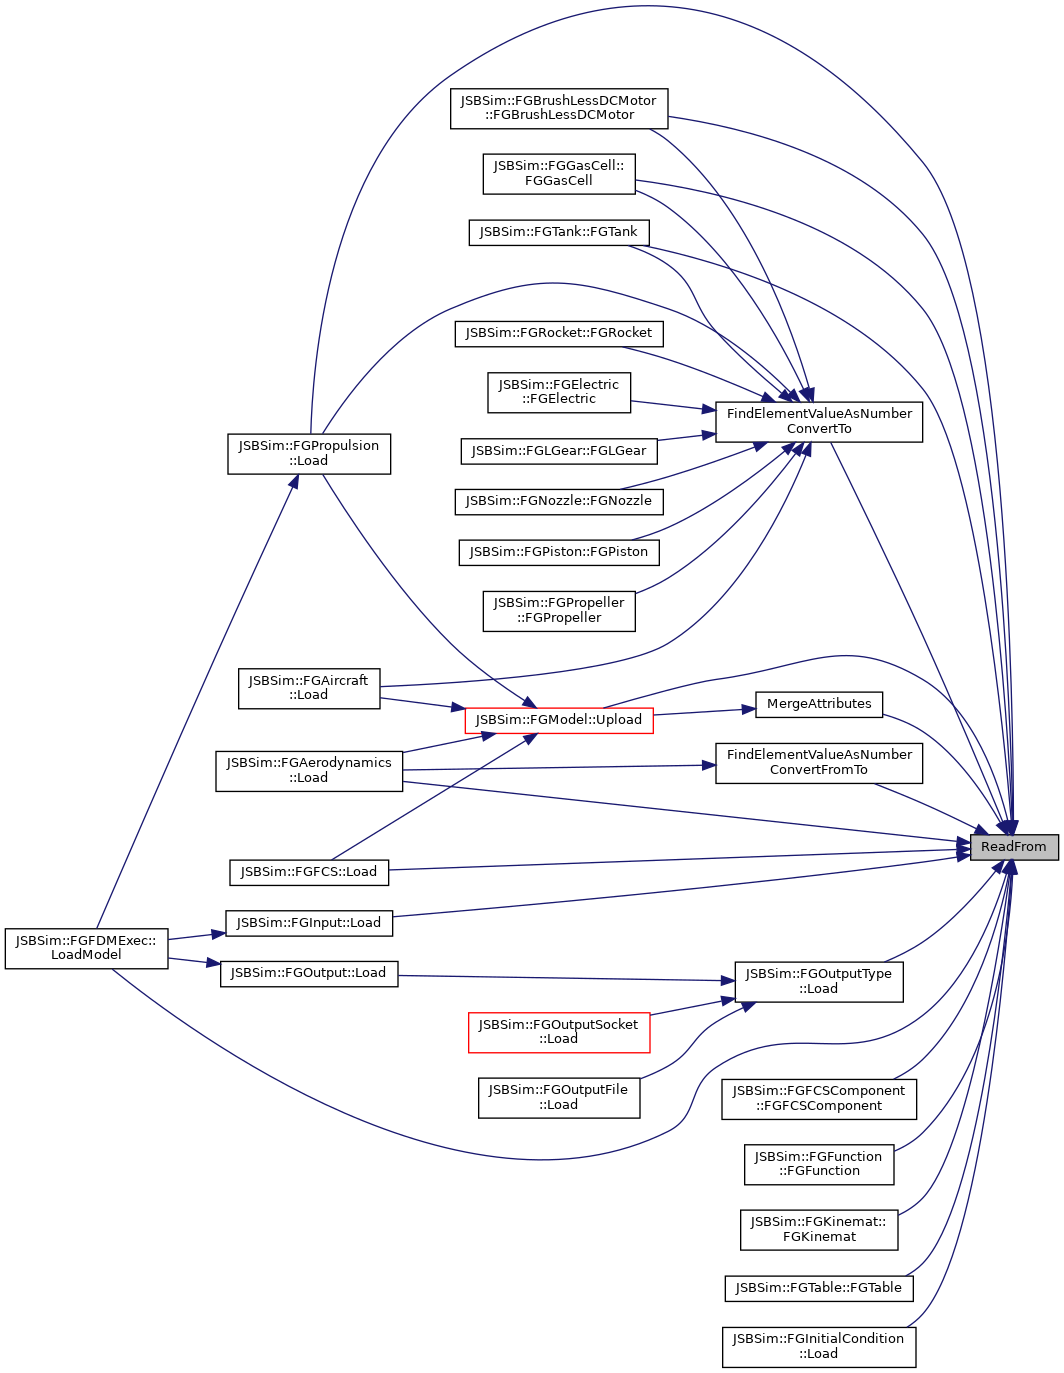 JSBSim::FGBrushLessDCMotor
::FGBrushLessDCMotor
JSBSim::FGGasCell::
FGGasCell
JSBSim::FGTank::FGTank
JSBSim::FGRocket::FGRocket
JSBSim::FGElectric
::FGElectric
FindElementValueAsNumber
ConvertTo
JSBSim::FGPropulsion
::Load
JSBSim::FGLGear::FGLGear
JSBSim::FGNozzle::FGNozzle
JSBSim::FGPiston::FGPiston
JSBSim::FGPropeller
::FGPropeller
JSBSim::FGAircraft
::Load
JSBSim::FGModel::Upload
MergeAttributes
JSBSim::FGAerodynamics
::Load
FindElementValueAsNumber
ConvertFromTo
ReadFrom
JSBSim::FGFCS::Load
JSBSim::FGInput::Load
JSBSim::FGFDMExec::
LoadModel
JSBSim::FGOutput::Load
JSBSim::FGOutputType
::Load
JSBSim::FGOutputSocket
::Load
JSBSim::FGOutputFile
::Load
JSBSim::FGFCSComponent
::FGFCSComponent
JSBSim::FGFunction
::FGFunction
JSBSim::FGKinemat::
FGKinemat
JSBSim::FGTable::FGTable
JSBSim::FGInitialCondition
::Load